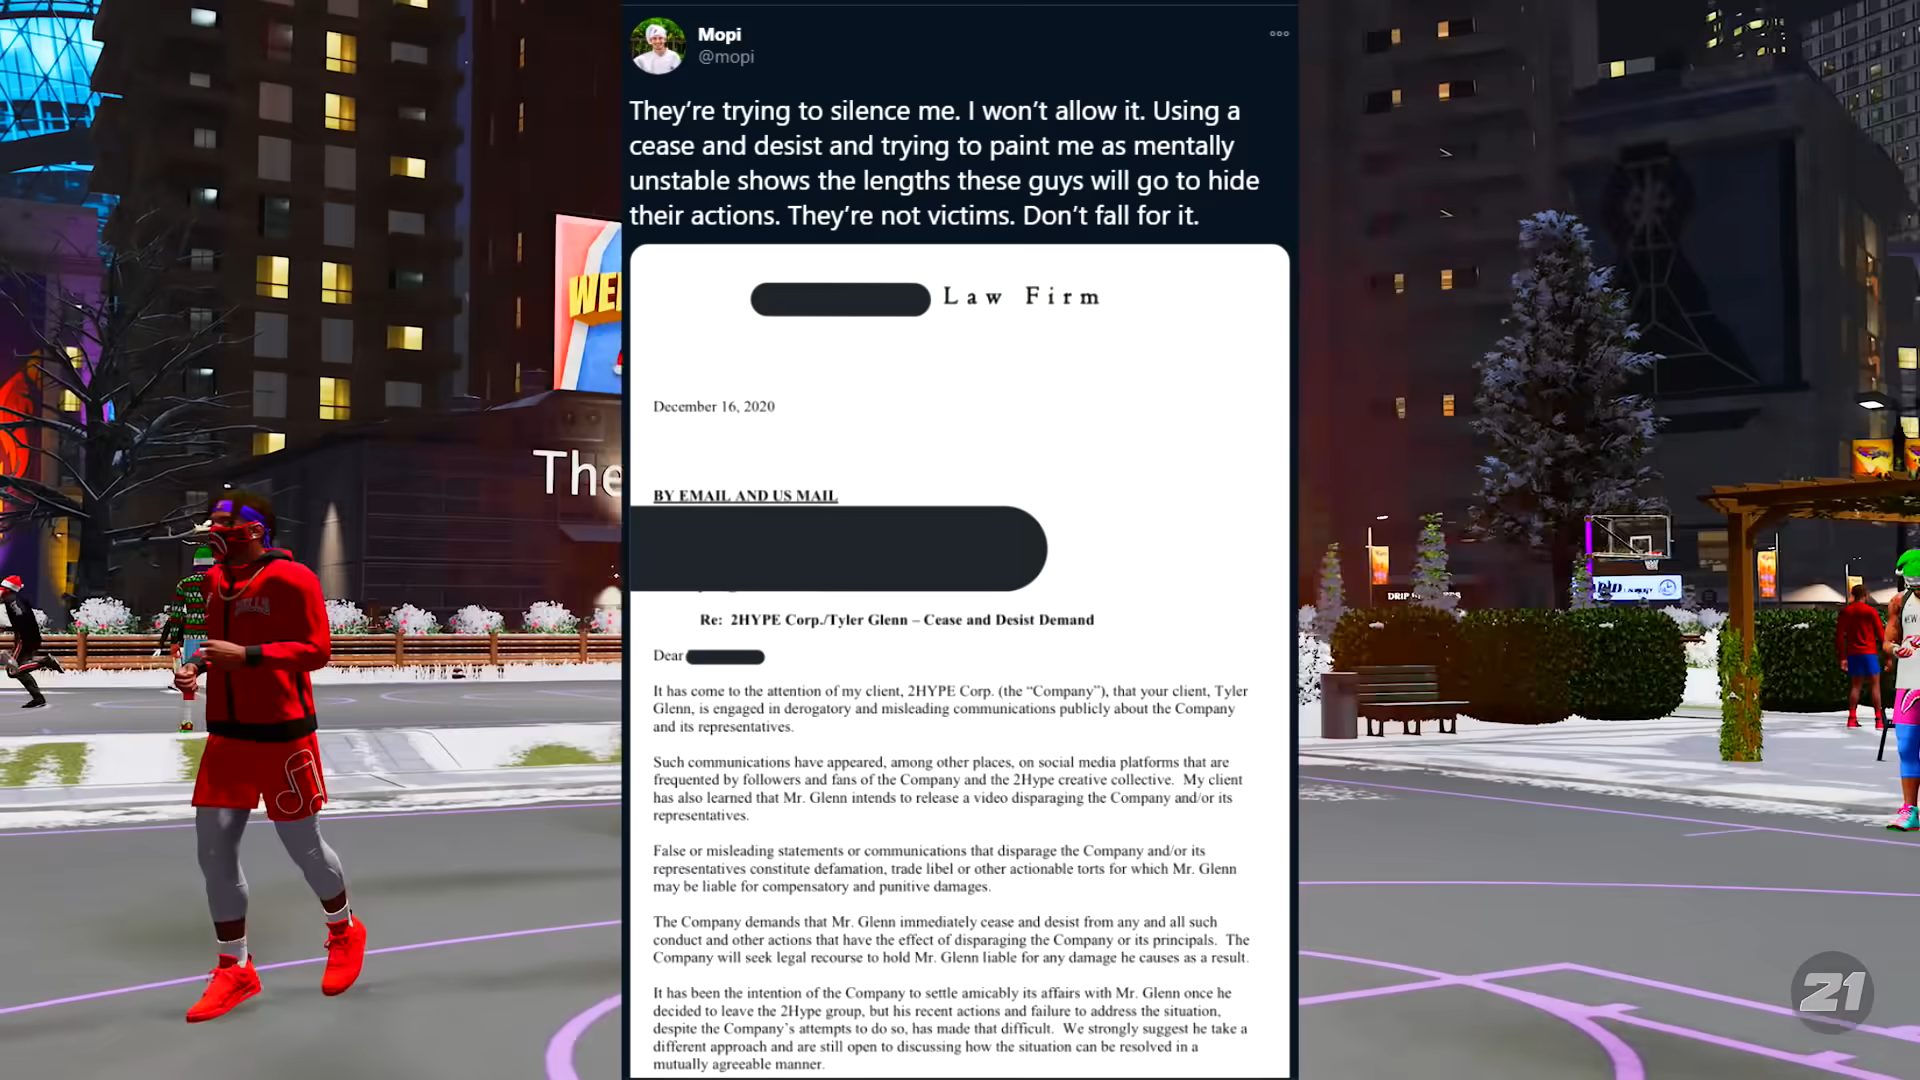 Mopi
@mopi
They’re trying to silence me. I won’t allow it. Using a
cease and desist and trying to paint me as mentally
unstable shows the lengths these guys will go to hide
their actions. They’re not victims. Don’t fall for it.
Law Firm
December 16, 2020
BY EMAIL AND US MAIL
Re: 2HYPE Corp./Tyler Glenn – Cease and Desist Demand
Dear
It has come to the attention of my client, 2HYPE Corp. (the “Company”), that your client, Tyler
Glenn, is engaged in derogatory and misleading communications publicly about the Company
and its representatives.
Such communications have appeared, among other places, on social media platforms that are
frequented by followers and fans of the Company and the 2Hype creative collective. My client
has also learned that Mr. Glenn intends to release a video disparaging the Company and/or its
representatives.
False or misleading statements or communications that disparage the Company and/or its
representatives constitute defamation, trade libel or other actionable torts for which Mr. Glenn
may be liable for compensatory and punitive damages.
The Company demands that Mr. Glenn immediately cease and desist from any and all such
conduct and other actions that have the effect of disparaging the Company or its principals. The
Company will seek legal recourse to hold Mr. Glenn liable for any damage he causes as a result.
It has been the intention of the Company to settle amicably its affairs with Mr. Glenn once he
decided to leave the 2Hype group, but his recent actions and failure to address the situation,
despite the Company’s attempts to do so, has made that difficult. We strongly suggest he take a
different approach and are still open to discussing how the situation can be resolved in a
mutually agreeable manner.
WEL
The
DRIP
NEW
21